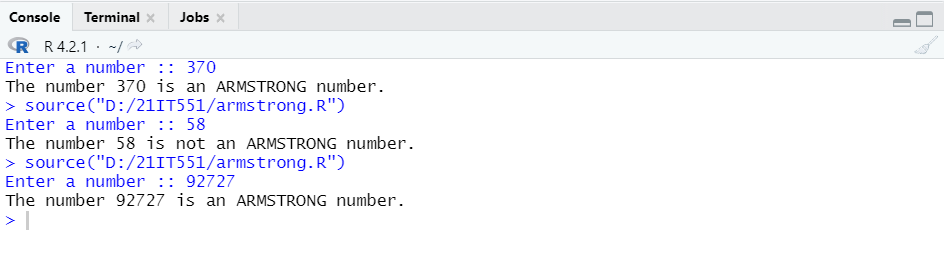 Console Terminal Jobs
R R 4.2.1 · ~/
Enter a number :: 370
The number 370 is an ARMSTRONG number.
> source("D:/21IT551/armstrong.R")
Enter a number :: 58
The number 58 is not an ARMSTRONG number.
> source("D:/21IT551/armstrong.R")
Enter a number :: 92727
The number 92727 is an ARMSTRONG number.
>